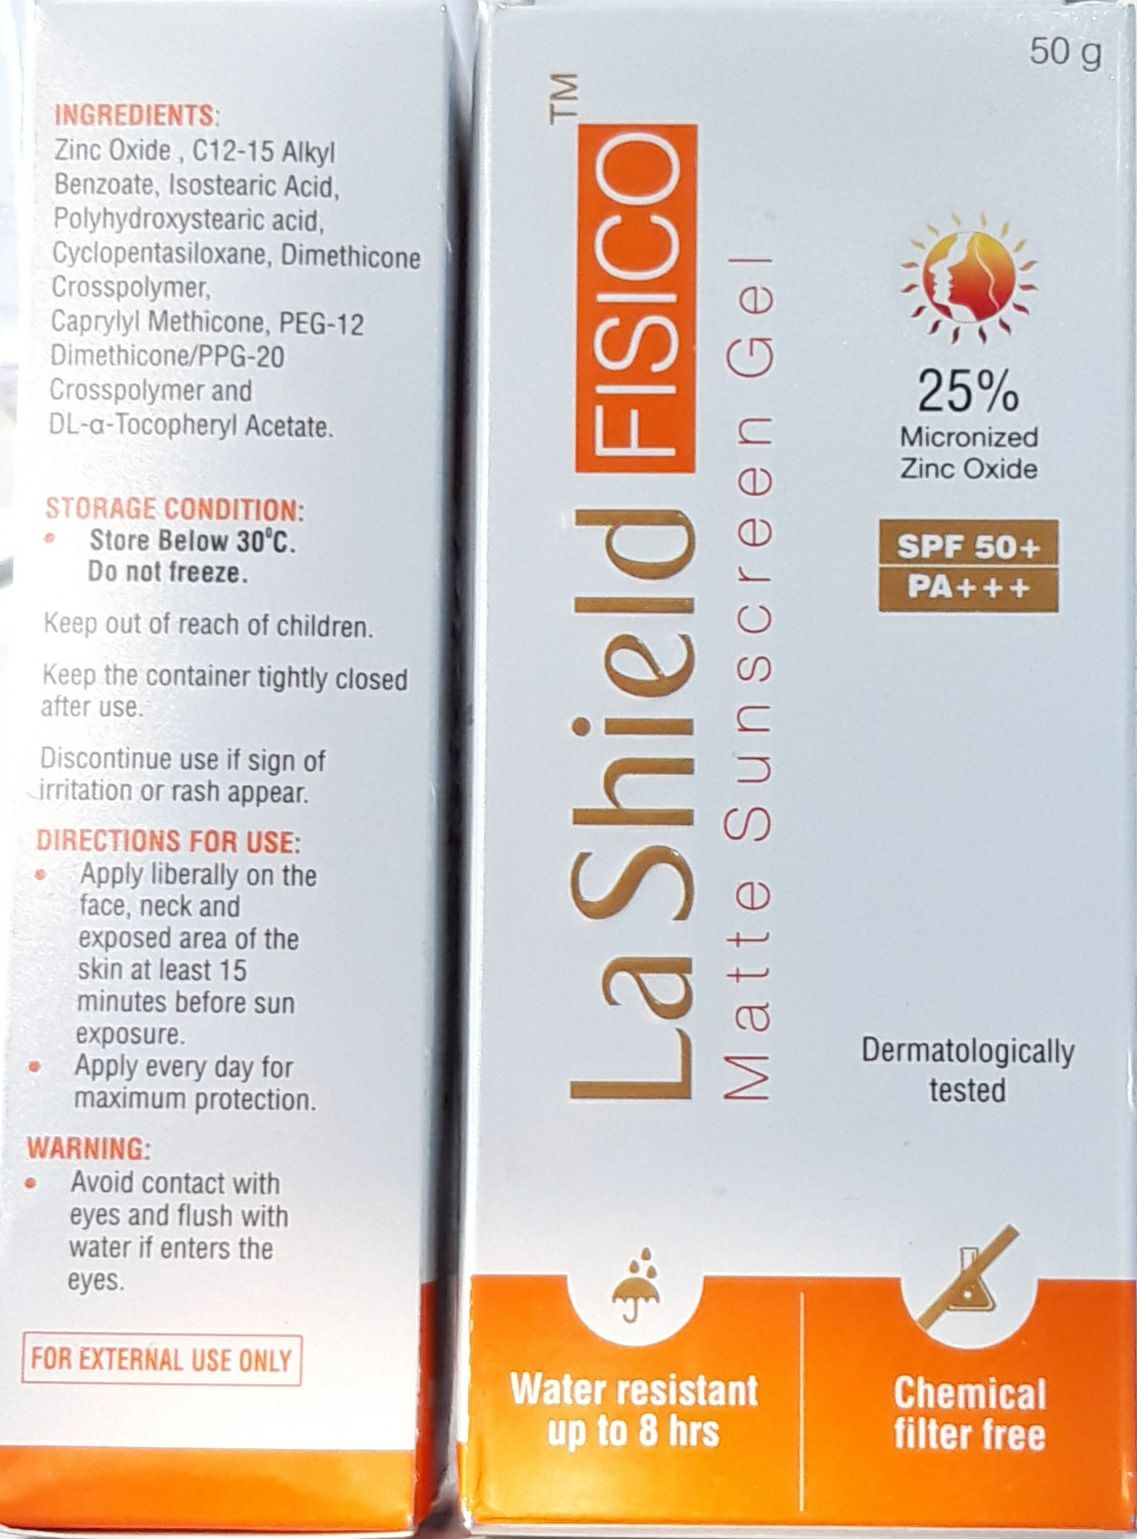 INGREDIENTS:
Zinc Oxide , C12-15 Alkyl
Benzoate, Isostearic Acid,
Polyhydroxystearic acid,
Cyclopentasiloxane, Dimethicone
Crosspolymer,
Caprylyl Methicone, PEG-12
Dimethicone/PPG-20
Crosspolymer and
DL-α-Tocopheryl Acetate.
STORAGE CONDITION:
• Store Below 30⁰C.
Do not freeze.
Keep out of reach of children.
Keep the container tightly closed
after use.
Discontinue use if sign of
irritation or rash appear.
DIRECTIONS FOR USE:
• Apply liberally on the
face, neck and
exposed area of the
skin at least 15
minutes before sun
exposure.
• Apply every day for
maximum protection.
WARNING:
• Avoid contact with
eyes and flush with
water if enters the
eyes.
FOR EXTERNAL USE ONLY
50 g
La Shield FISICO™
Matte Sunscreen Gel
25%
Micronized
Zinc Oxide
SPF 50+
PA+++
Dermatologically
tested
Water resistant
up to 8 hrs
Chemical
filter free